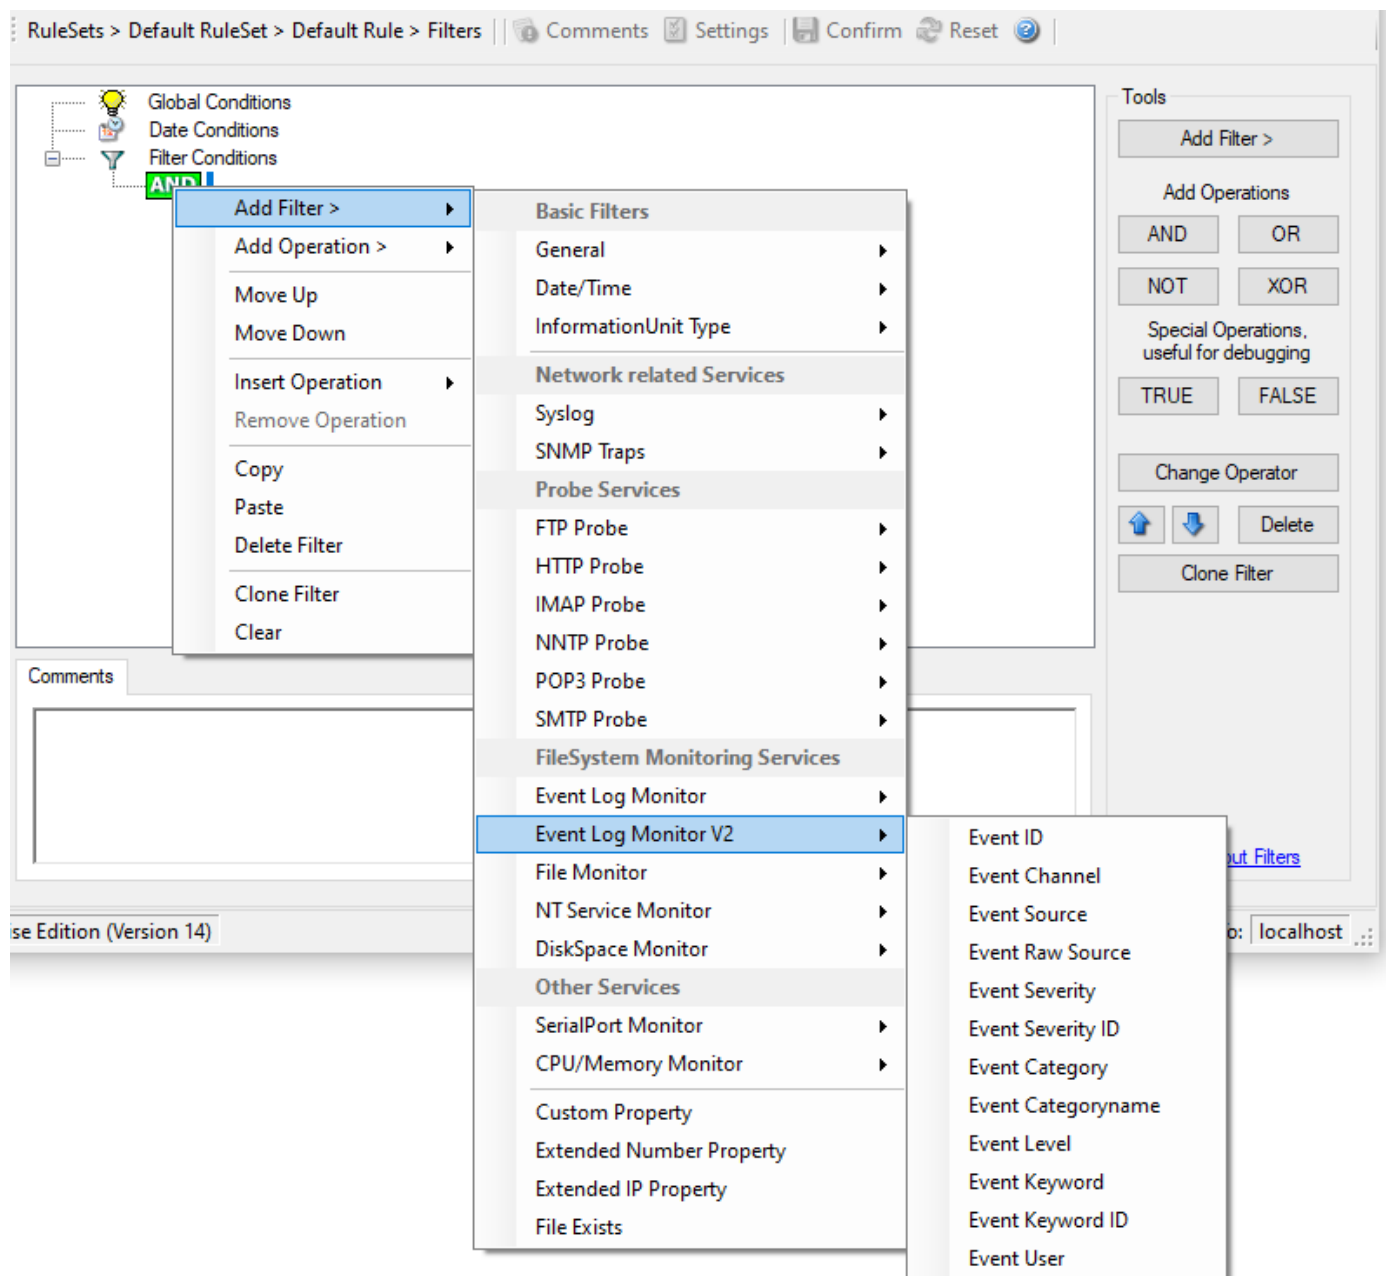 RuleSets > Default RuleSet > Default Rule > Filters Comments Settings Confirm Reset
Global Conditions
Date Conditions
Filter Conditions
AND
Add Filter >
Add Operation >
Move Up
Move Down
Insert Operation
Remove Operation
Copy
Paste
Delete Filter
Clone Filter
Clear
Basic Filters
General
Date/Time
InformationUnit Type
Network related Services
Syslog
SNMP Traps
Probe Services
FTP Probe
HTTP Probe
IMAP Probe
NNTP Probe
POP3 Probe
SMTP Probe
FileSystem Monitoring Services
Event Log Monitor
Event Log Monitor V2
File Monitor
NT Service Monitor
DiskSpace Monitor
Other Services
SerialPort Monitor
CPU/Memory Monitor
Custom Property
Extended Number Property
Extended IP Property
File Exists
Event ID
Event Channel
Event Source
Event Raw Source
Event Severity
Event Severity ID
Event Category
Event Categoryname
Event Level
Event Keyword
Event Keyword ID
Event User
Tools
Add Filter >
Add Operations
AND OR
NOT XOR
Special Operations,
useful for debugging
TRUE FALSE
Change Operator
Delete
Clone Filter
Filters
Comments
Edition (Version 14)
localhost